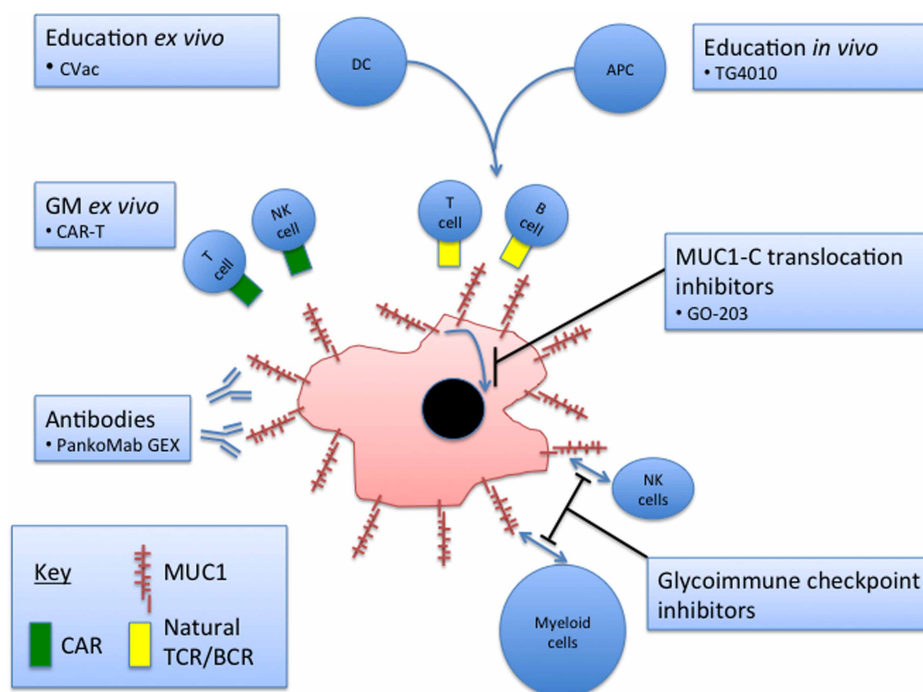 Education ex vivo
• CVac
DC
APC
Education in vivo
• TG4010
GM ex vivo
• CAR-T
T
cell
NK
cell
T
cell
B
cell
MUC1-C translocation
inhibitors
• GO-203
Antibodies
• PankoMab GEX
NK
cells
Key
MUC1
CAR
Natural
TCR/BCR
Myeloid
cells
Glycoimmune checkpoint
inhibitors